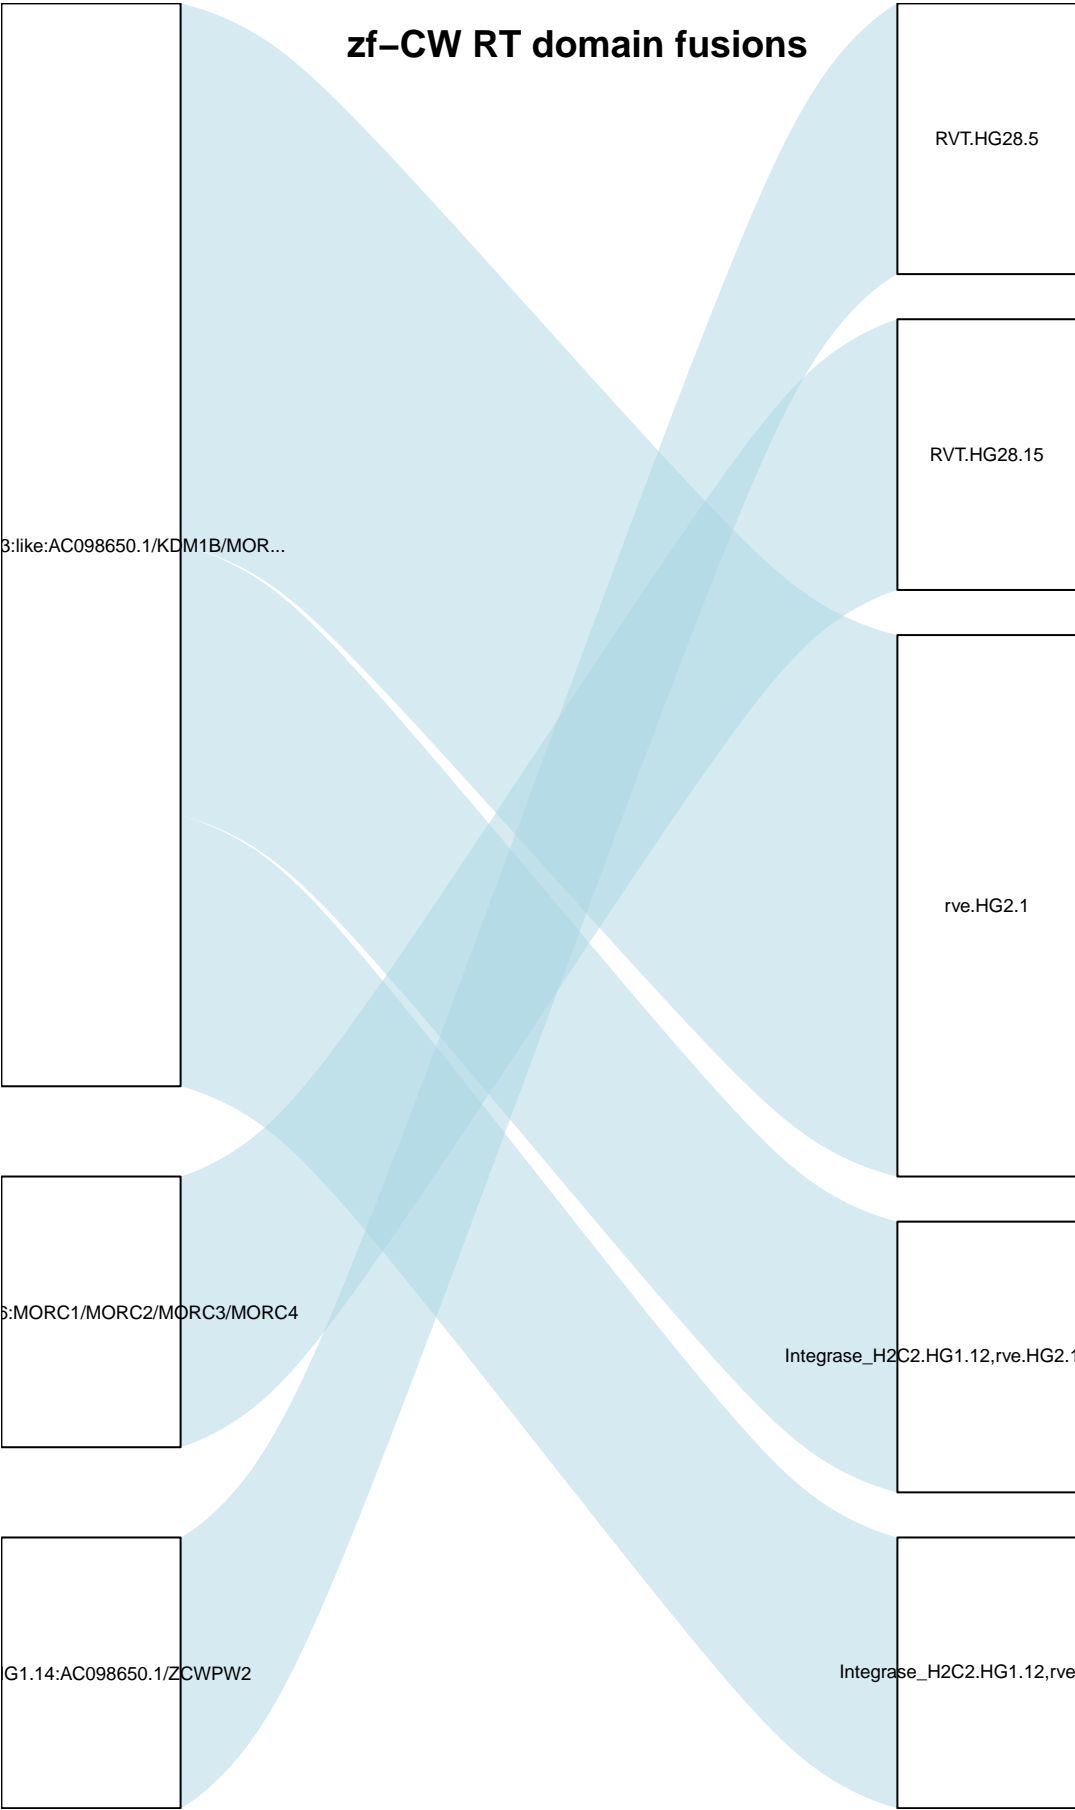 zf−CW RT domain fusions
RVT.HG28.5
RVT.HG28.15
3:like:AC098650.1/KDM1B/MOR...
rve.HG2.1
6:MORC1/MORC2/MORC3/MORC4
Integrase_H2C2.HG1.12,rve.HG2.1
G1.14:AC098650.1/ZCWPW2
Integrase_H2C2.HG1.12,rve